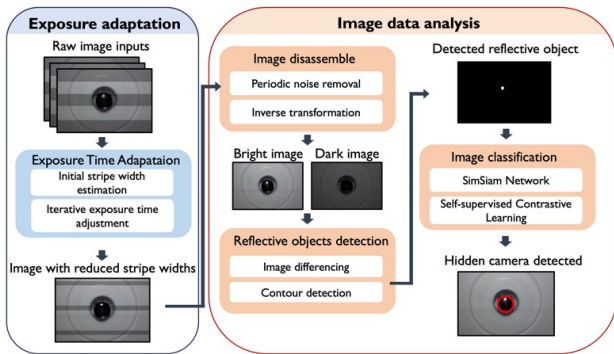 Exposure adaptation
Raw image inputs
Exposure Time Adapataion
Initial stripe width
estimation
Iterative exposure time
adjustment
Image with reduced stripe widths
Image data analysis
Image disassemble
Periodic noise removal
Inverse transformation
Bright image
Dark image
Reflective objects detection
Image differencing
Contour detection
Detected reflective object
Image classification
SimSiam Network
Self-supervised Contrastive
Learning
Hidden camera detected